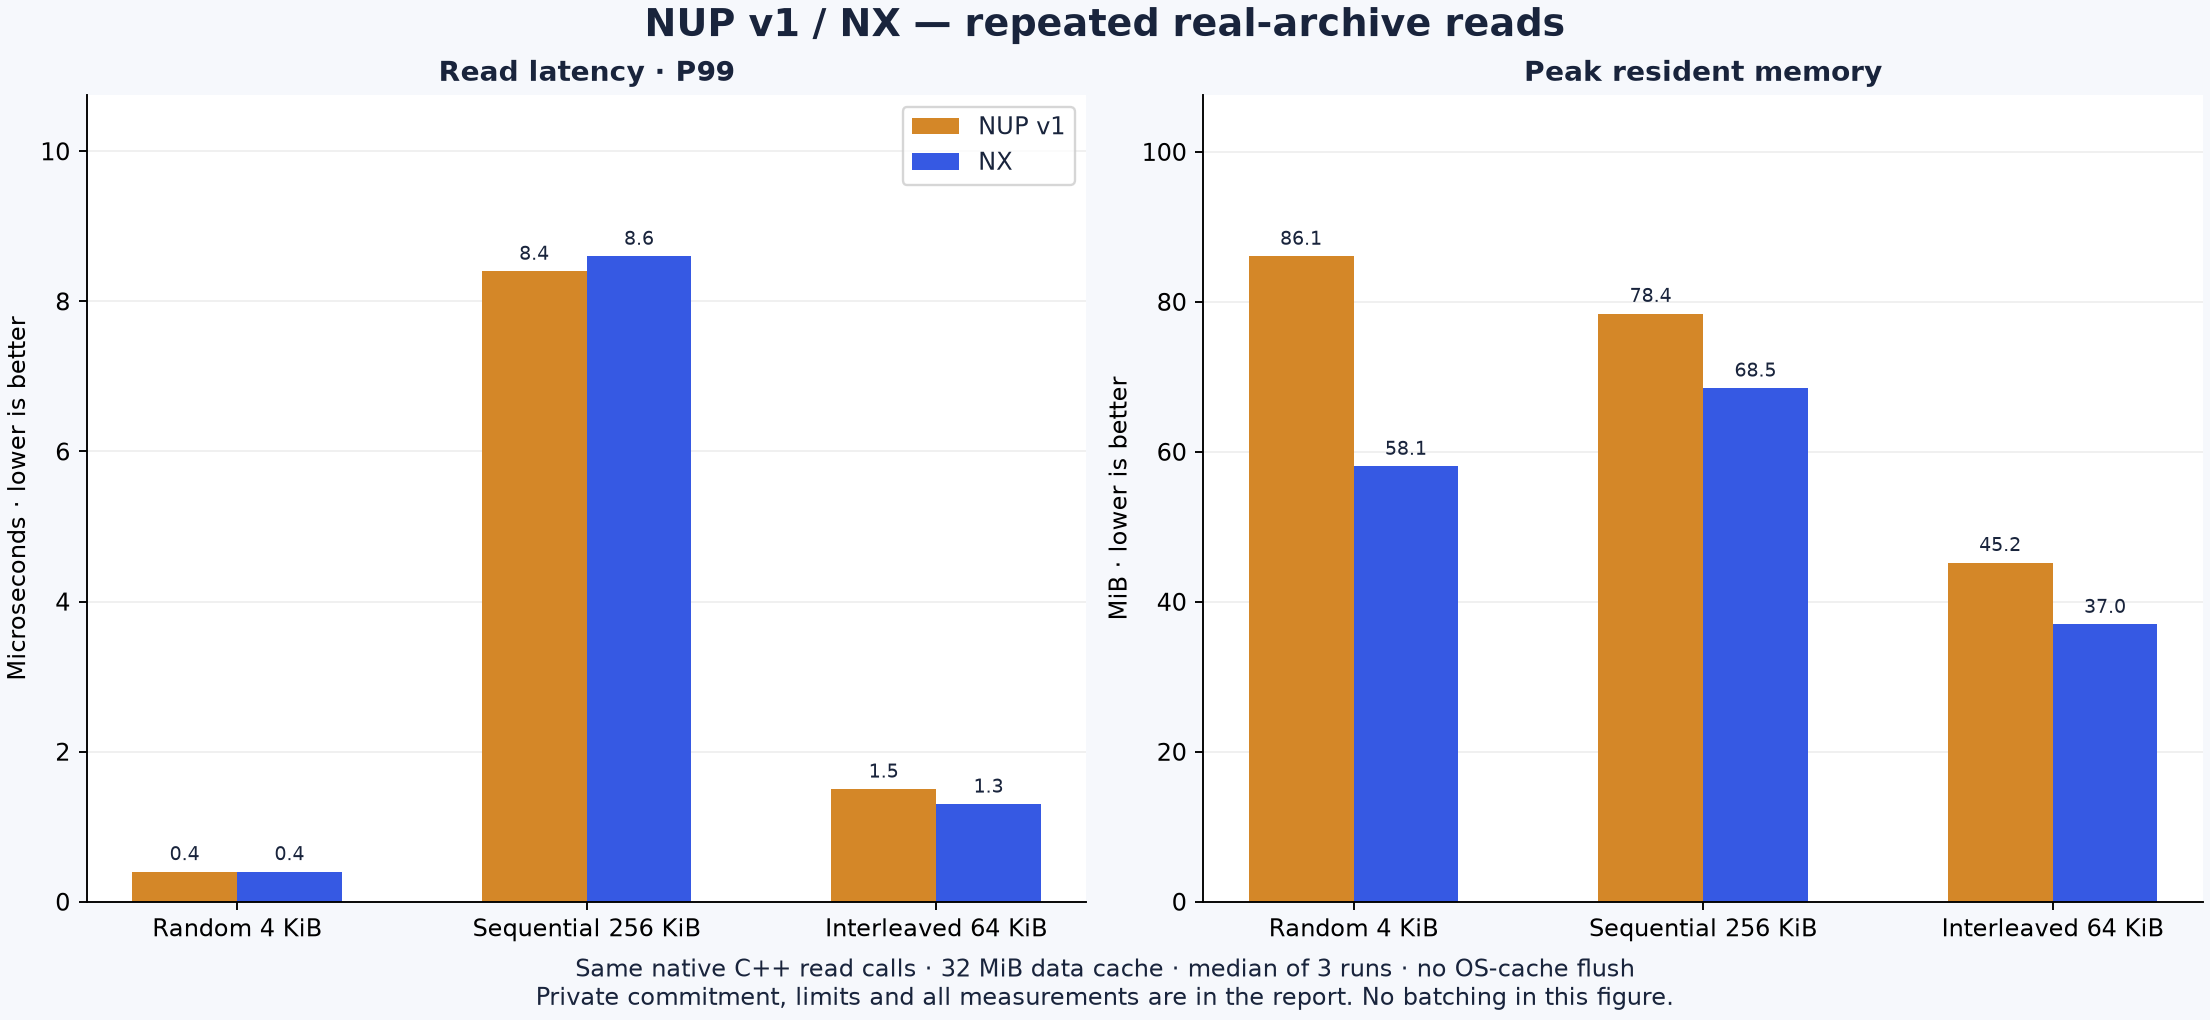 NUP v1 / NX — repeated real-archive reads
Read latency · P99
Microseconds · lower is better
10
8
6
4
2
0
NUP v1
NX
0.4
0.4
8.4
8.6
1.5
1.3
Random 4 KiB
Sequential 256 KiB
Interleaved 64 KiB
Peak resident memory
MiB · lower is better
100
80
60
40
20
0
86.1
58.1
78.4
68.5
45.2
37.0
Random 4 KiB
Sequential 256 KiB
Interleaved 64 KiB
Same native C++ read calls · 32 MiB data cache · median of 3 runs · no OS-cache flush
Private commitment, limits and all measurements are in the report. No batching in this figure.